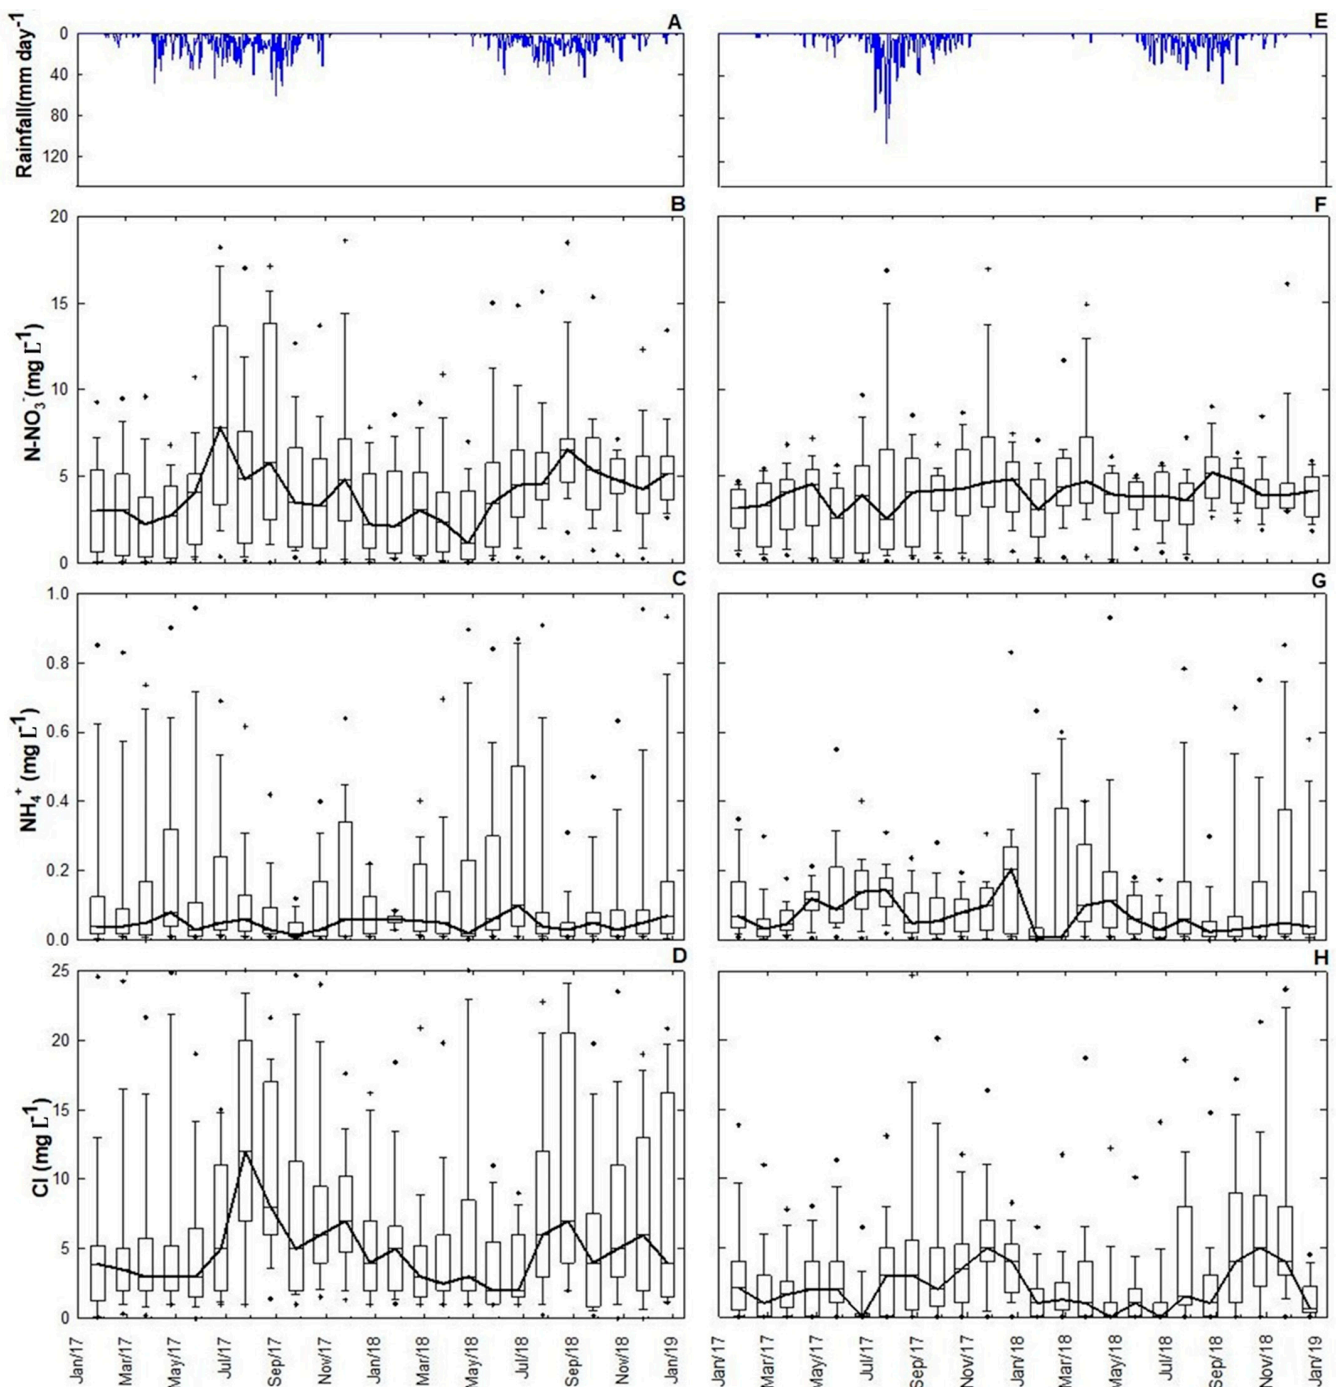 A
E
Rainfall(mm day-1
0
40
80
120
B
F
N-NO3-(mg L-1)
20
15
10
5
0
C
G
NH4+ (mg L-1)
1.0
0.8
0.6
0.4
0.2
0.0
D
H
Cl (mg L-1)
25
20
15
10
5
0
Jan/17 Mar/17 May/17 Jul/17 Sep/17 Nov/17 Jan/18 Mar/18 May/18 Jul/18 Sep/18 Nov/18 Jan/19
Jan/17 Mar/17 May/17 Jul/17 Sep/17 Nov/17 Jan/18 Mar/18 May/18 Jul/18 Sep/18 Nov/18 Jan/19